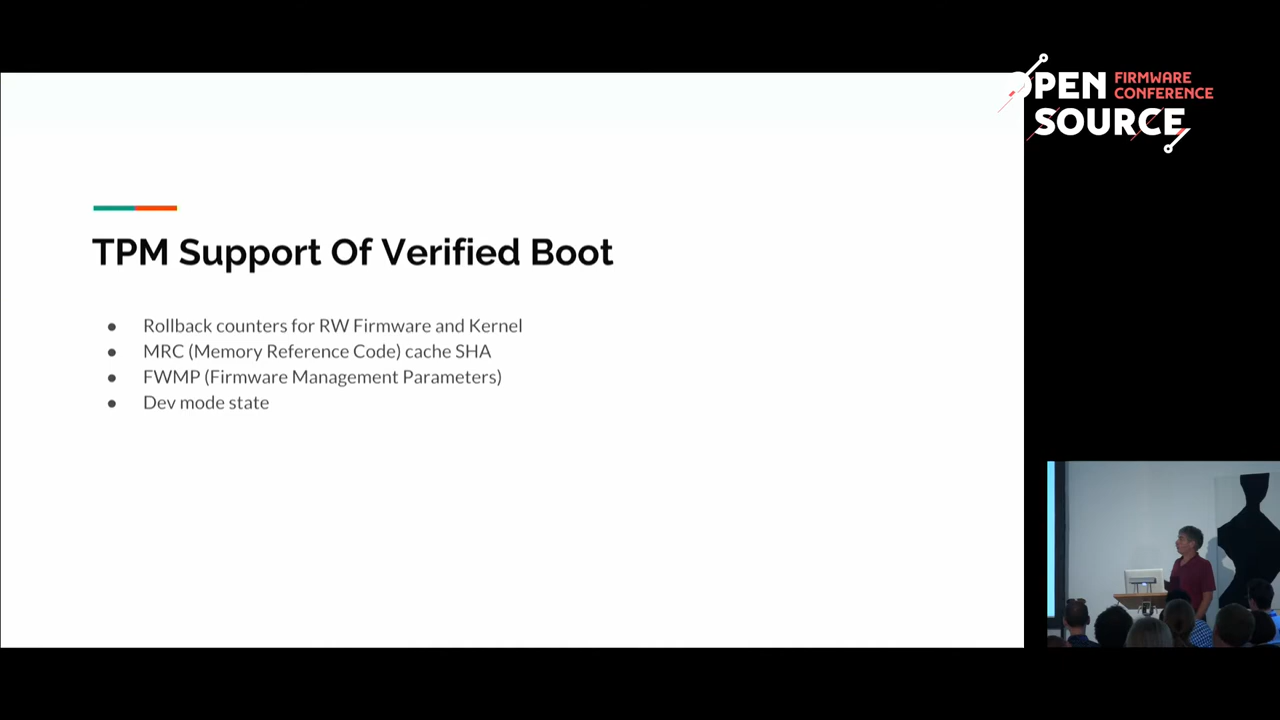 OPEN FIRMWARE
CONFERENCE
SOURCE
TPM Support Of Verified Boot
● Rollback counters for RW Firmware and Kernel
● MRC (Memory Reference Code) cache SHA
● FWMP (Firmware Management Parameters)
● Dev mode state